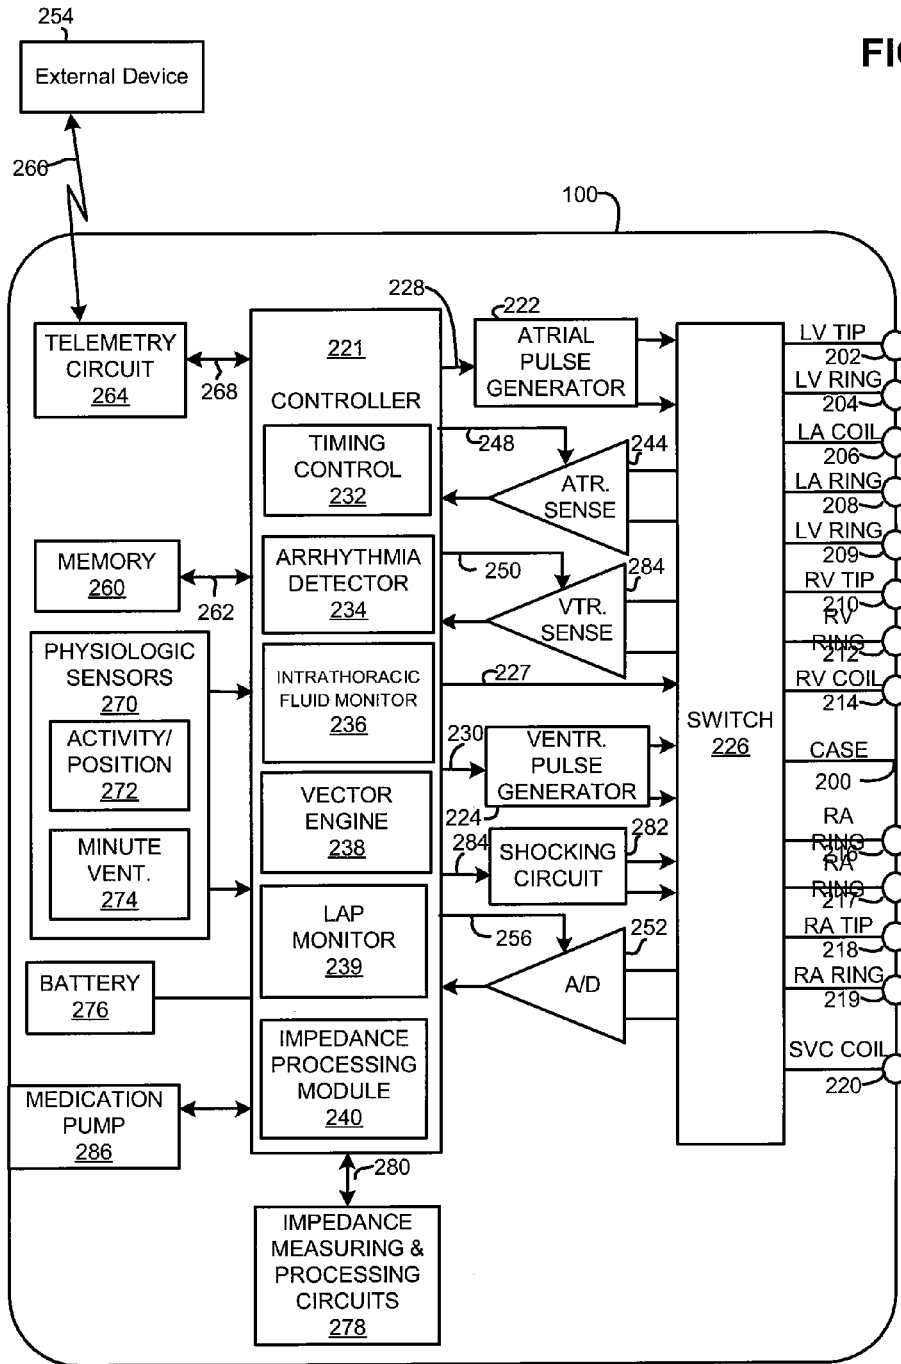 254
External Device
FI
266
100
TELEMETRY
CIRCUIT
264
268
221
CONTROLLER
228
222
ATRIAL
PULSE
GENERATOR
TIMING
CONTROL
232
248
244
ATR.
SENSE
MEMORY
260
262
ARRHYTHMIA
DETECTOR
234
250
284
VTR.
SENSE
PHYSIOLOGIC
SENSORS
270
ACTIVITY/
POSITION
272
MINUTE
VENT.
274
INTRATHORACIC
FLUID MONITOR
236
227
VECTOR
ENGINE
238
230
VENTR.
PULSE
GENERATOR
224
284
282
SHOCKING
CIRCUIT
LAP
MONITOR
239
256
252
A/D
BATTERY
276
IMPEDANCE
PROCESSING
MODULE
240
MEDICATION
PUMP
286
280
IMPEDANCE
MEASURING &
PROCESSING
CIRCUITS
278
SWITCH
226
LV TIP
202
LV RING
204
LA COIL
206
LA RING
208
LV RING
209
RV TIP
210
RV
RING
212
RV COIL
214
CASE
200
RA
RING
216
RA
RING
217
RA TIP
218
RA RING
219
SVC COIL
220